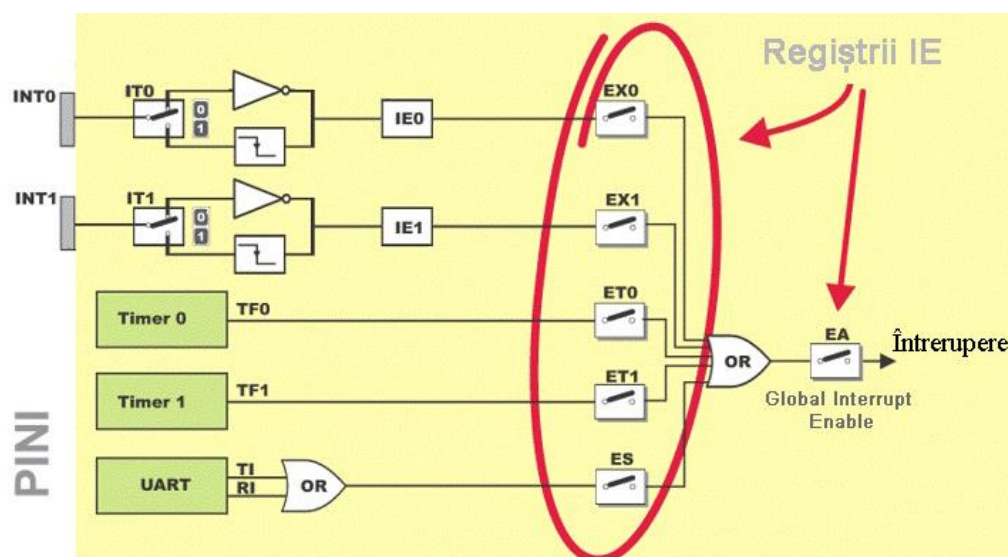 Regiștrii IE
INT0
IT0
0
1
IE0
EX0
INT1
IT1
0
1
IE1
EX1
Timer 0
TF0
ET0
OR
EA
Întrerupere
Global Interrupt
Enable
Timer 1
TF1
ET1
UART
TI
RI
OR
ES
PINI